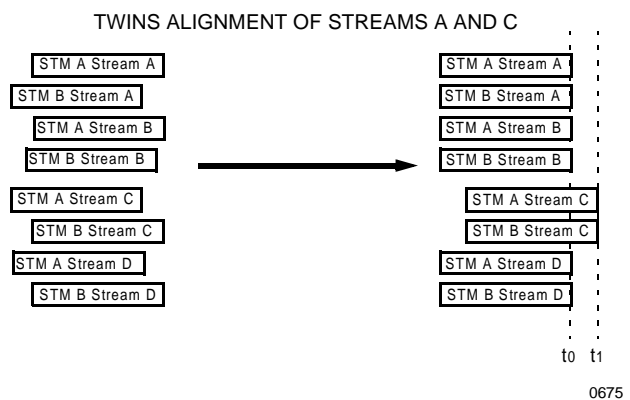 TWINS ALIGNMENT OF STREAMS A AND C
STM A Stream A
STM B Stream A
STM A Stream B
STM B Stream B
STM A Stream C
STM B Stream C
STM A Stream D
STM B Stream D
STM A Stream A
STM B Stream A
STM A Stream B
STM B Stream B
STM A Stream C
STM B Stream C
STM A Stream D
STM B Stream D
t0 t1
0675